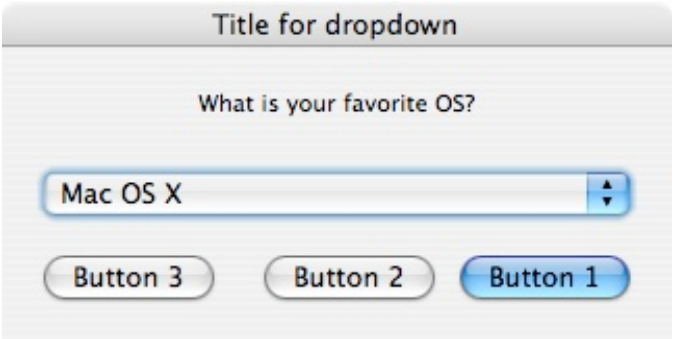 Title for dropdown
What is your favorite OS?
Mac OS X
Button 3 Button 2 Button 1